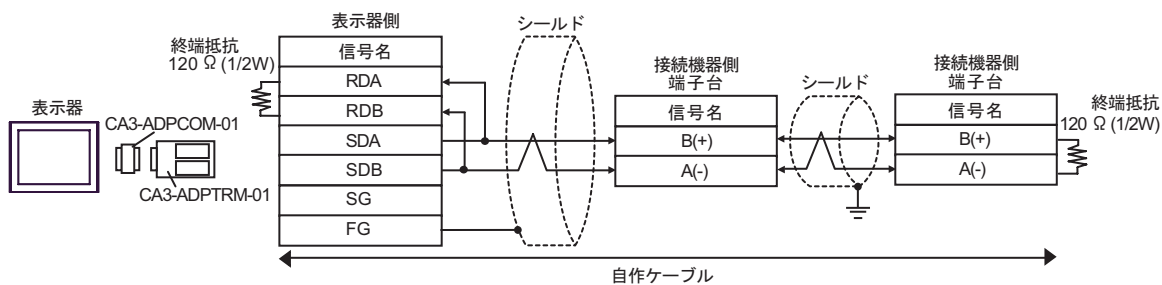 表示器
CA3-ADPCOM-01
CA3-ADPTRM-01
終端抵抗
120 Ω (1/2W)
表示器側
信号名
RDA
RDB
SDA
SDB
SG
FG
シールド
接続機器側
端子台
信号名
B(+)
A(-)
シールド
接続機器側
端子台
信号名
B(+)
A(-)
終端抵抗
120 Ω (1/2W)
自作ケーブル